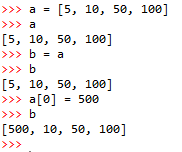 >>> a = [5, 10, 50, 100]
>>> a
[5, 10, 50, 100]
>>> b = a
>>> b
[5, 10, 50, 100]
>>> a[0] = 500
>>> b
[500, 10, 50, 100]
>>>